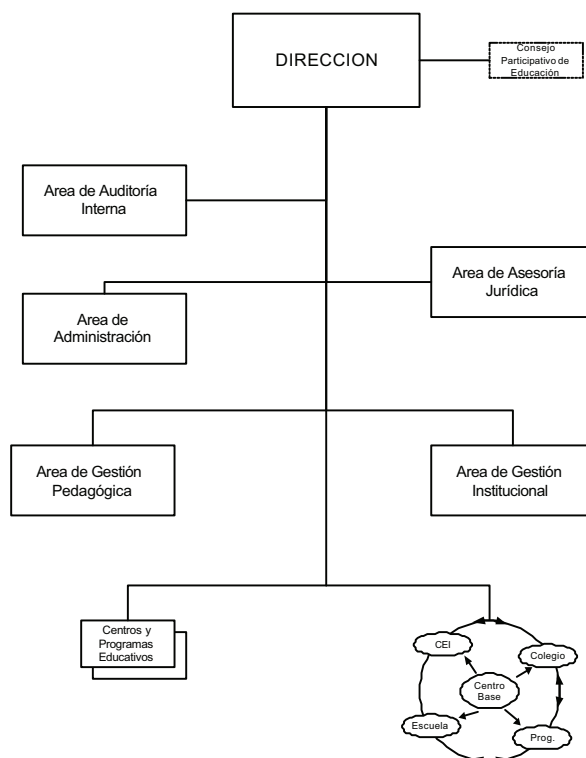 DIRECCION
Consejo
Participativo de
Educación
Area de Auditoría
Interna
Area de Asesoría
Jurídica
Area de
Administración
Area de Gestión
Pedagógica
Area de Gestión
Institucional
Centros y
Programas
Educativos
CEI
Colegio
Centro
Base
Escuela
Prog.